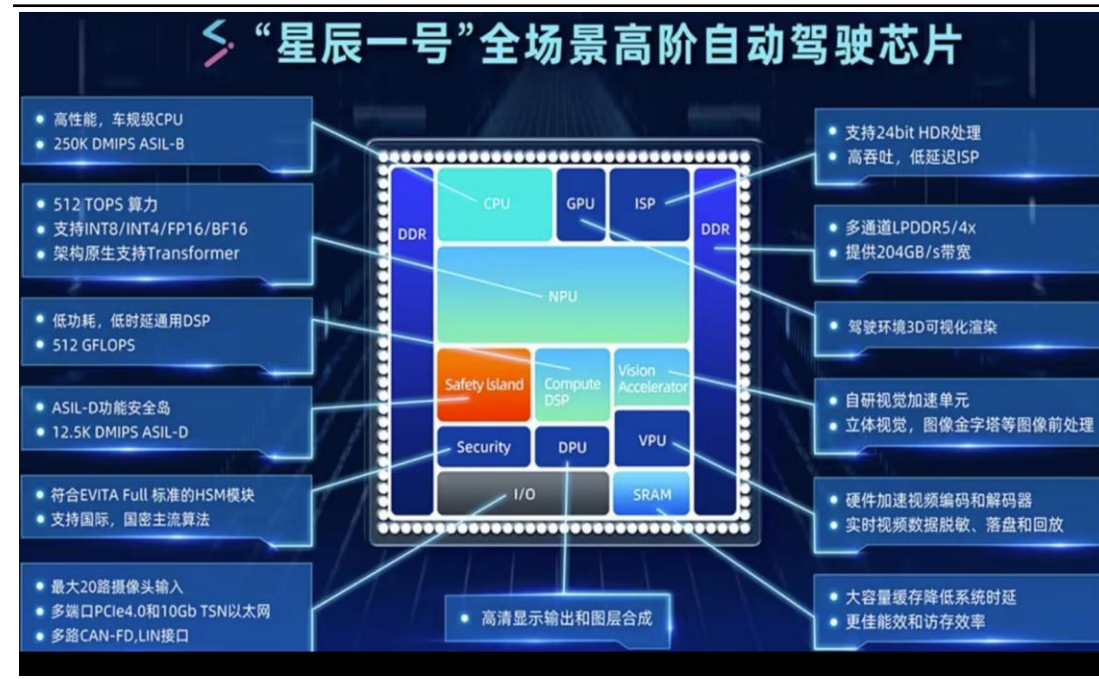 “星辰一号”全场景高阶自动驾驶芯片
高性能，车规级CPU
250K DMIPS ASIL-B
512 TOPS 算力
支持INT8/INT4/FP16/BF16
架构原生支持Transformer
低功耗，低时延通用DSP
512 GFLOPS
ASIL-D功能安全岛
12.5K DMIPS ASIL-D
符合EVITA Full 标准的HSM模块
支持国际，国密主流算法
最大20路摄像头输入
多端口PCIe4.0和10Gb TSN以太网
多路CAN-FD,LIN接口
DDR
CPU
GPU
ISP
DDR
NPU
Safety Island
Compute
DSP
Vision
Accelerator
Security
DPU
VPU
I/O
SRAM
高清显示输出和图层合成
支持24bit HDR处理
高吞吐，低延迟ISP
多通道LPDDR5/4x
提供204GB/s带宽
驾驶环境3D可视化渲染
自研视觉加速单元
立体视觉，图像金字塔等图像前处理
硬件加速视频编码和解码器
实时视频数据脱敏、落盘和回放
大容量缓存降低系统时延
更佳能效和访存效率